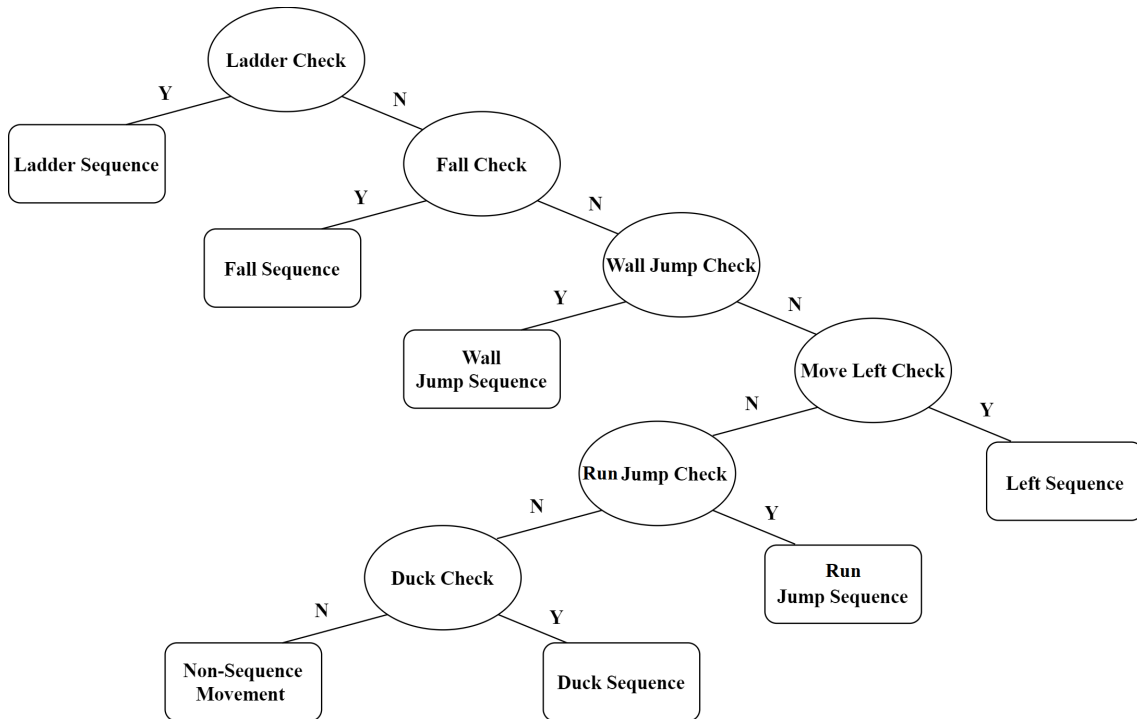 Ladder Check
Y
N
Ladder Sequence
Fall Check
Y
N
Fall Sequence
Wall Jump Check
Y
N
Wall
Jump Sequence
Move Left Check
N
Y
Run Jump Check
Left Sequence
N
Y
Duck Check
Run
Jump Sequence
N
Y
Non-Sequence
Movement
Duck Sequence